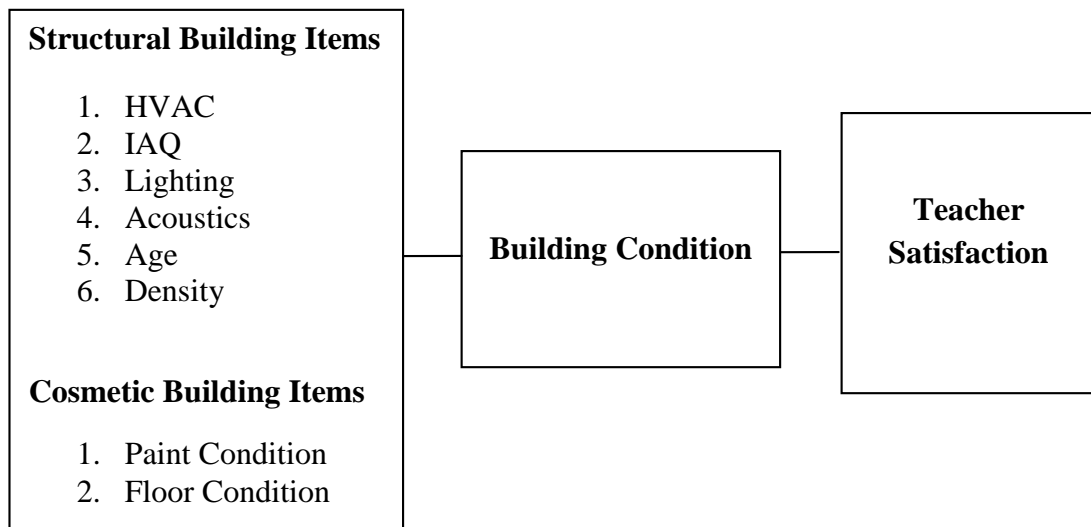 Structural Building Items
1. HVAC
2. IAQ
3. Lighting
4. Acoustics
5. Age
6. Density
Cosmetic Building Items
1. Paint Condition
2. Floor Condition
Building Condition
Teacher
Satisfaction